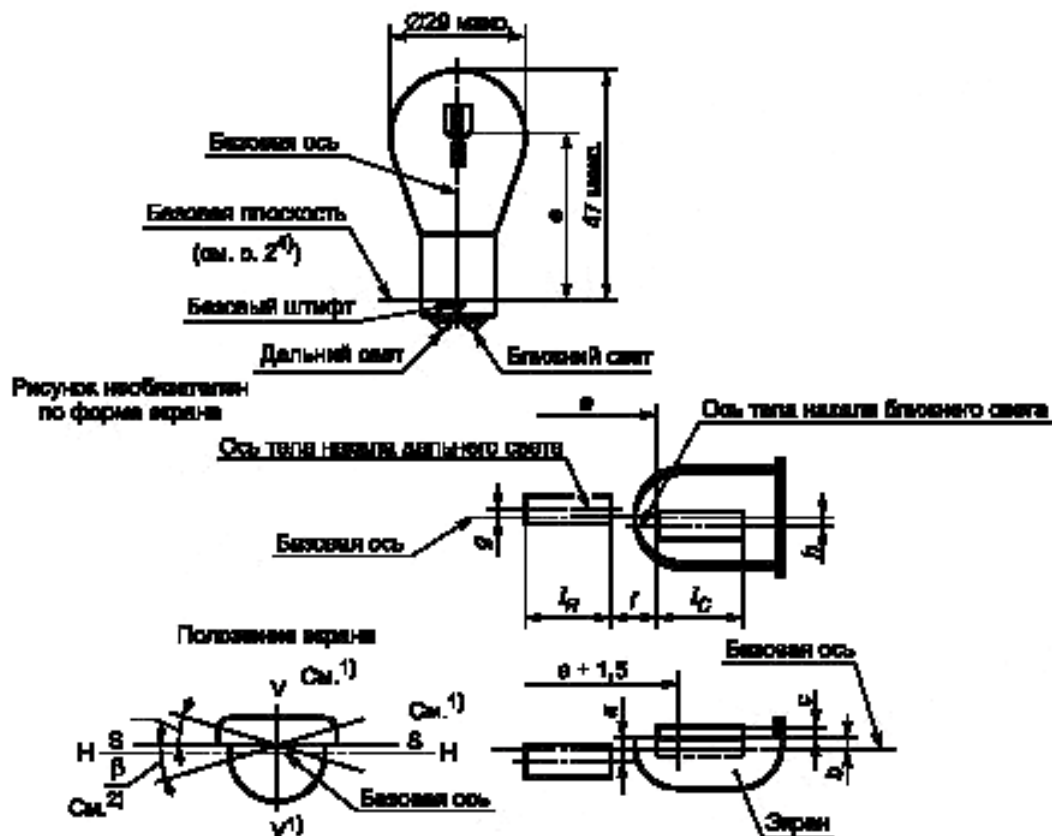 Ø29 макс.
Базовая ось
47 макс.
e
Базовая плоскость
(см. с. 2⁴⁾)
Базовый штифт
Дальний свет
Ближний свет
Рисунок необязателен
по форме экрана
e
Ось тела накала ближнего света
Ось тела накала дальнего света
Базовая ось
g
h
l_R
f
l_C
Положение экрана
Базовая ось
V
См.¹⁾
e + 1,5
См.¹⁾
H S
S H
β
См.²⁾
Базовая ось
a
c
b
V¹⁾
Экран